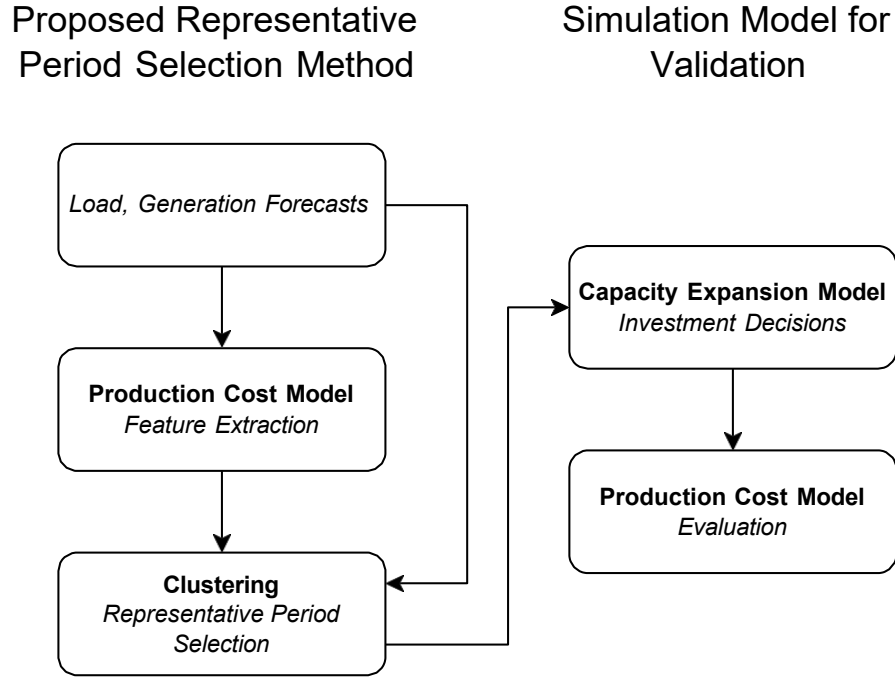 Proposed Representative
Period Selection Method
Simulation Model for
Validation
Load, Generation Forecasts
Production Cost Model
Feature Extraction
Clustering
Representative Period
Selection
Capacity Expansion Model
Investment Decisions
Production Cost Model
Evaluation